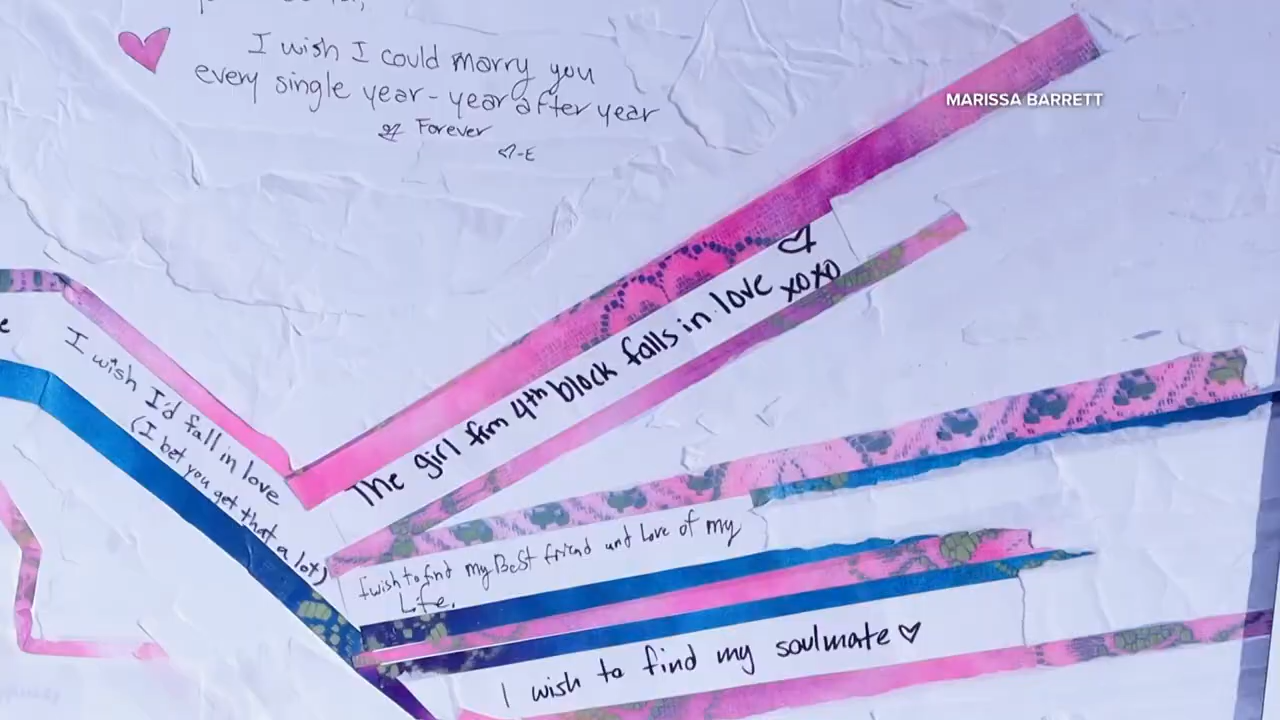 I wish I could marry you
every single year - year after year
Forever
-E
MARISSA BARRETT
The girl frm 4th block falls in love
xoxo
I wish I'd fall in love
(I bet you get that a lot)
I wish to find my Best friend and Love of my
Life.
I wish to find my soulmate